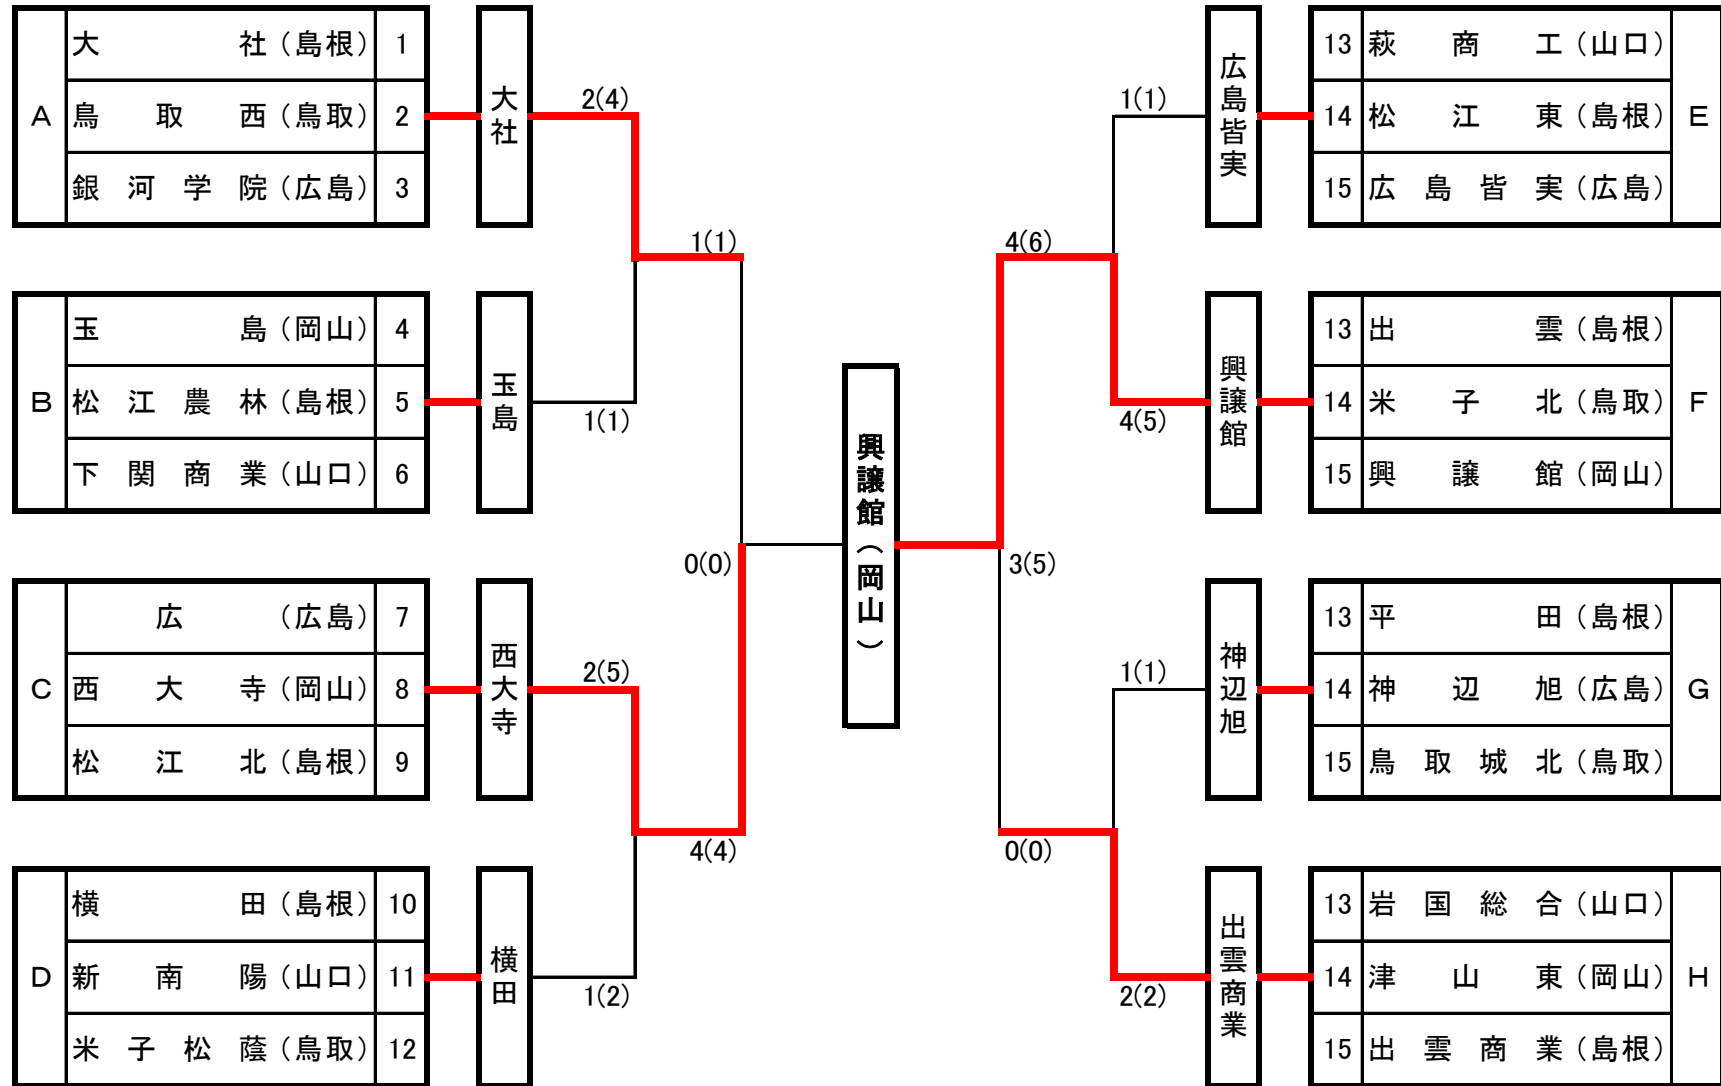 A
大社(島根) 1
鳥取西(鳥取) 2
銀河学院(広島) 3
大社
2(4)
B
玉島(岡山) 4
松江農林(島根) 5
下関商業(山口) 6
玉島
1(1)
1(1)
C
広(広島) 7
西大寺(岡山) 8
松江北(島根) 9
西大寺
2(5)
D
横田(島根) 10
新南陽(山口) 11
米子松蔭(鳥取) 12
横田
1(2)
4(4)
0(0)
興譲館(岡山)
3(5)
4(6)
1(1)
広島皆実
13 萩商工(山口)
14 松江東(島根)
15 広島皆実(広島)
E
4(5)
興譲館
13 出雲(島根)
14 米子北(鳥取)
15 興譲館(岡山)
F
1(1)
神辺旭
13 平田(島根)
14 神辺旭(広島)
15 鳥取城北(鳥取)
G
0(0)
2(2)
出雲商業
13 岩国総合(山口)
14 津山東(岡山)
15 出雲商業(島根)
H